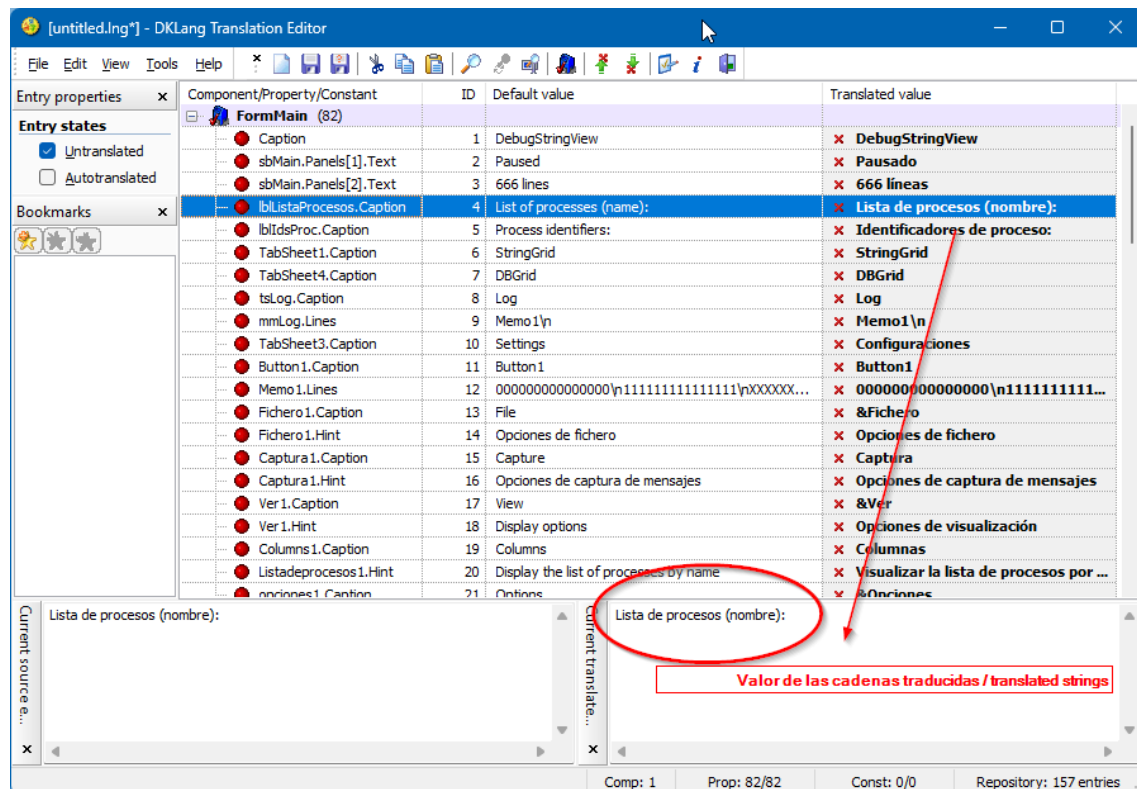 [untitled.lng*] - DKLang Translation Editor
File Edit View Tools Help
Entry properties
Entry states
Untranslated
Autotranslated
Bookmarks
Component/Property/Constant ID Default value Translated value
FormMain (82)
Caption 1 DebugStringView DebugStringView
sbMain.Panels[1].Text 2 Paused Pausado
sbMain.Panels[2].Text 3 666 lines 666 líneas
lblListaProcesos.Caption 4 List of processes (name): Lista de procesos (nombre):
lblIdsProc.Caption 5 Process identifiers: Identificadores de proceso:
TabSheet1.Caption 6 StringGrid StringGrid
TabSheet4.Caption 7 DBGrid DBGrid
tsLog.Caption 8 Log Log
mmLog.Lines 9 Memo1\n Memo1\n
TabSheet3.Caption 10 Settings Configuraciones
Button1.Caption 11 Button1 Button1
Memo1.Lines 12 000000000000000\n111111111111111\nXXXXXX... 000000000000000\n1111111111...
Fichero1.Caption 13 File &Fichero
Fichero1.Hint 14 Opciones de fichero Opciones de fichero
Captura1.Caption 15 Capture Captura
Captura1.Hint 16 Opciones de captura de mensajes Opciones de captura de mensajes
Ver1.Caption 17 View &Ver
Ver1.Hint 18 Display options Opciones de visualización
Columns1.Caption 19 Columns Columnas
Listadeprocesos1.Hint 20 Display the list of processes by name Visualizar la lista de procesos por ...
opciones1.Caption 21 Options &Opciones
Current source e...
Lista de procesos (nombre):
Current translate...
Lista de procesos (nombre):
Valor de las cadenas traducidas / translated strings
Comp: 1 Prop: 82/82 Const: 0/0 Repository: 157 entries